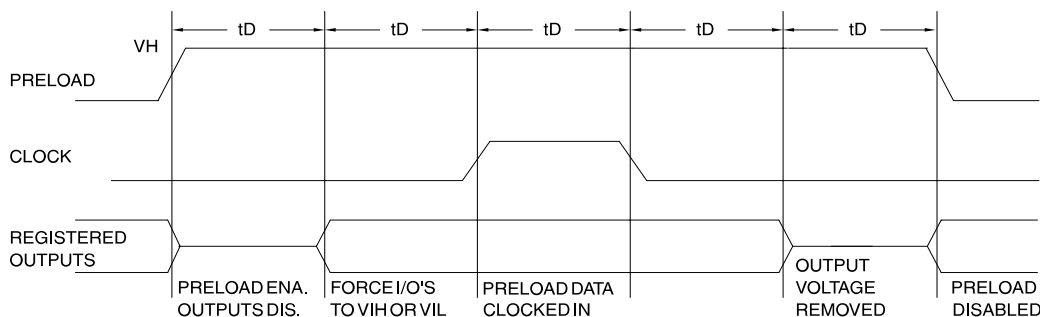 tD tD tD tD tD
VH
PRELOAD
CLOCK
REGISTERED
OUTPUTS
PRELOAD ENA.
OUTPUTS DIS.
FORCE I/O'S
TO VIH OR VIL
PRELOAD DATA
CLOCKED IN
OUTPUT
VOLTAGE
REMOVED
PRELOAD
DISABLED